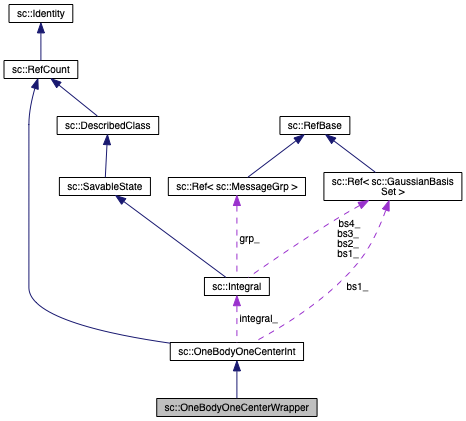 sc::Identity
sc::RefCount
sc::DescribedClass
sc::RefBase
sc::SavableState
sc::Ref< sc::MessageGrp >
sc::Ref< sc::GaussianBasis
Set >
grp_
bs4_
bs3_
bs2_
bs1_
sc::Integral
bs1_
integral_
sc::OneBodyOneCenterInt
sc::OneBodyOneCenterWrapper